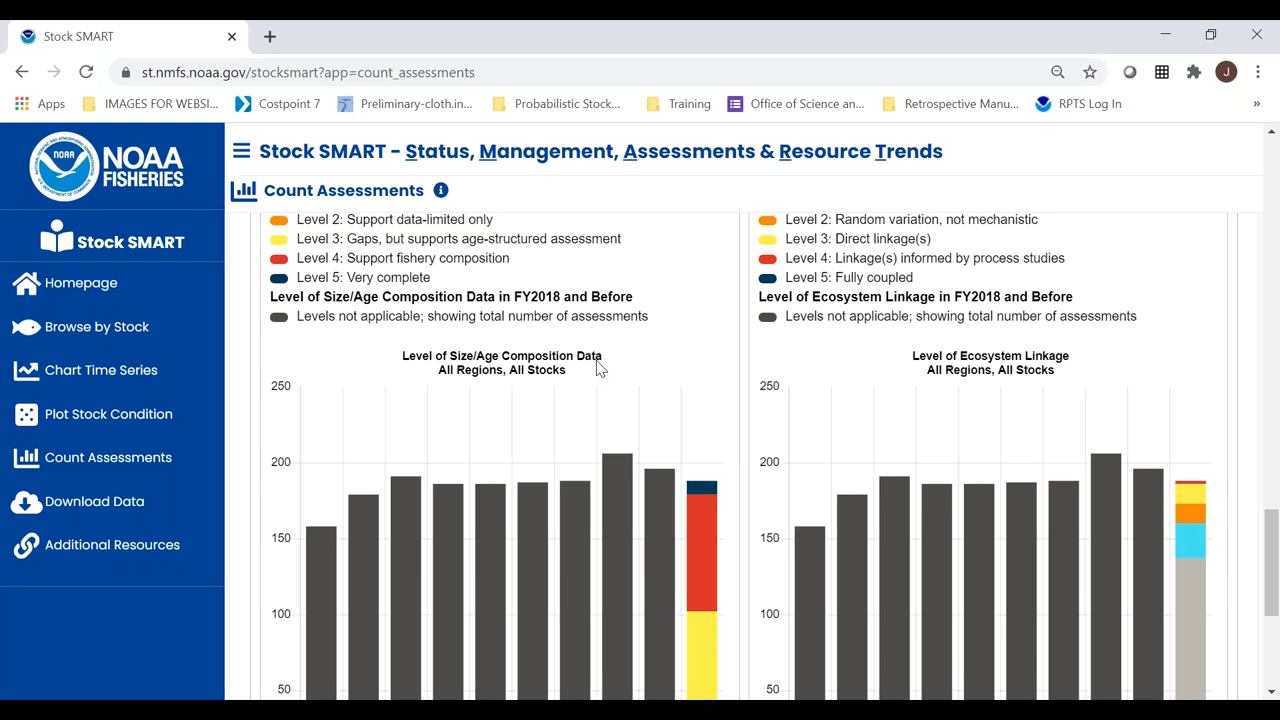 Stock SMART
st.nmfs.noaa.gov/stocksmart?app=count_assessments
J
Apps
IMAGES FOR WEBSI...
Costpoint 7
Preliminary-cloth.in...
Probabilistic Stock...
Training
Office of Science an...
Retrospective Manu...
RPTS Log In
»
NOAA
NOAA
FISHERIES
Stock SMART
Homepage
Browse by Stock
Chart Time Series
Plot Stock Condition
Count Assessments
Download Data
Additional Resources
Stock SMART - Status, Management, Assessments & Resource Trends
Count Assessments
Level 2: Support data-limited only
Level 3: Gaps, but supports age-structured assessment
Level 4: Support fishery composition
Level 5: Very complete
Level of Size/Age Composition Data in FY2018 and Before
Levels not applicable; showing total number of assessments
Level of Size/Age Composition Data
All Regions, All Stocks
250
200
150
100
50
Level 2: Random variation, not mechanistic
Level 3: Direct linkage(s)
Level 4: Linkage(s) informed by process studies
Level 5: Fully coupled
Level of Ecosystem Linkage in FY2018 and Before
Levels not applicable; showing total number of assessments
Level of Ecosystem Linkage
All Regions, All Stocks
250
200
150
100
50